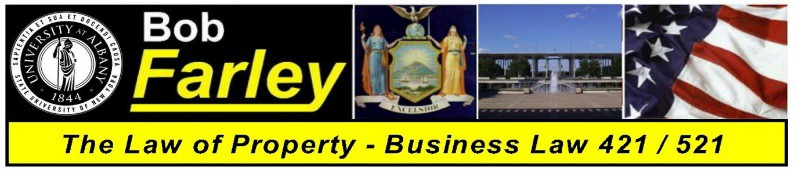 SAPIENTIA ET SUA ET DOCENDI CAUSA
UNIVERSITY AT ALBANY
1844
STATE UNIVERSITY OF NEW YORK
Bob
Farley
EXCELSIOR
The Law of Property - Business Law 421 / 521